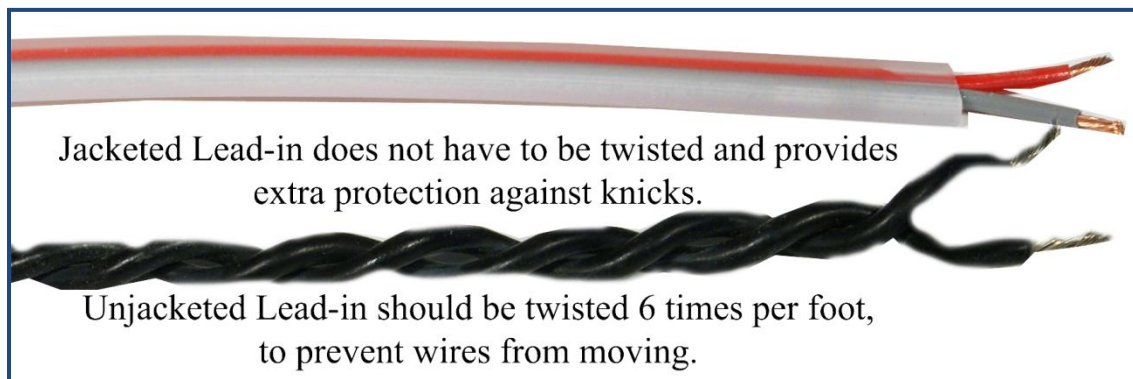 Jacketed Lead-in does not have to be twisted and provides
extra protection against knicks.
Unjacketed Lead-in should be twisted 6 times per foot,
to prevent wires from moving.